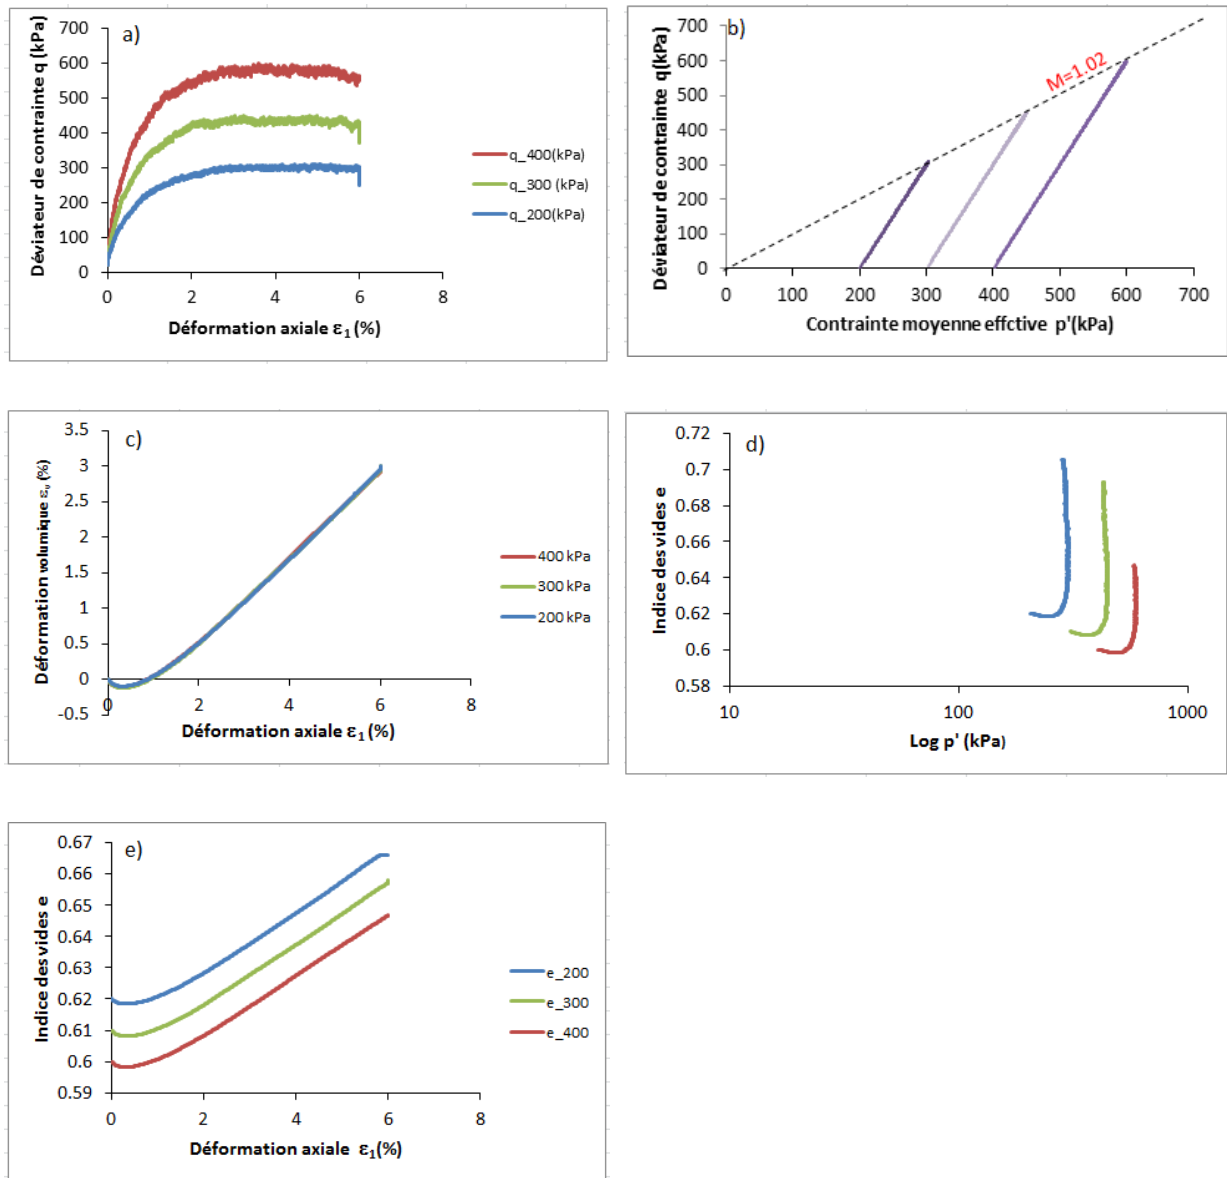 a)
Déviateur de contrainte q (kPa)
700
600
500
400
300
200
100
0
0 2 4 6 8
Déformation axiale ε1 (%)
q_400(kPa)
q_300 (kPa)
q_200(kPa)
b)
Déviateur de contrainte q(kPa)
700
600
500
400
300
200
100
0
M=1.02
0 100 200 300 400 500 600 700
Contrainte moyenne effctive p'(kPa)
c)
Déformation volumique εv (%)
3.5
3
2.5
2
1.5
1
0.5
0
-0.5
0 2 4 6 8
Déformation axiale ε1 (%)
400 kPa
300 kPa
200 kPa
d)
Indice des vides e
0.72
0.7
0.68
0.66
0.64
0.62
0.6
0.58
10 100 1000
Log p' (kPa)
e)
Indice des vides e
0.67
0.66
0.65
0.64
0.63
0.62
0.61
0.6
0.59
0 2 4 6 8
Déformation axiale ε1(%)
e_200
e_300
e_400